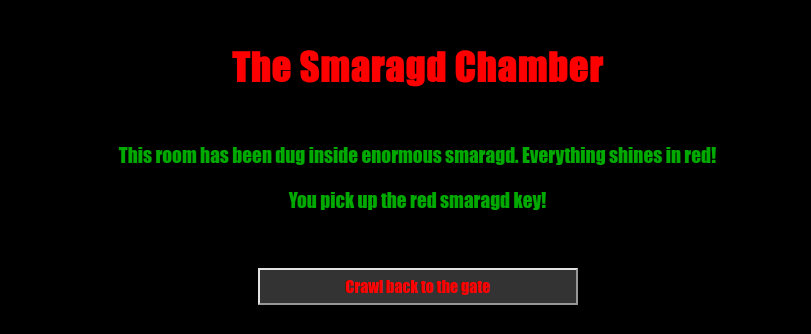 The Smaragd Chamber
This room has been dug inside enormous smaragd. Everything shines in red!
You pick up the red smaragd key!
Crawl back to the gate